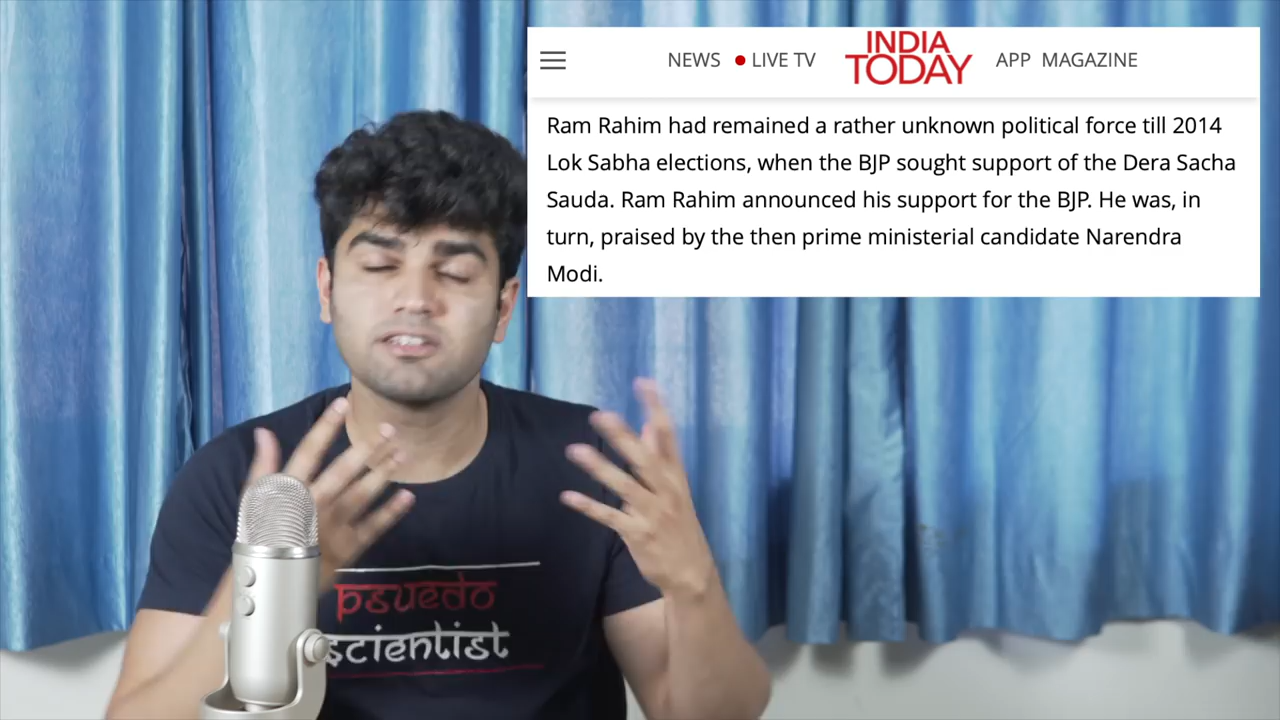 NEWS LIVE TV INDIA TODAY APP MAGAZINE
Ram Rahim had remained a rather unknown political force till 2014
Lok Sabha elections, when the BJP sought support of the Dera Sacha
Sauda. Ram Rahim announced his support for the BJP. He was, in
turn, praised by the then prime ministerial candidate Narendra
Modi.
psuedo
scientist